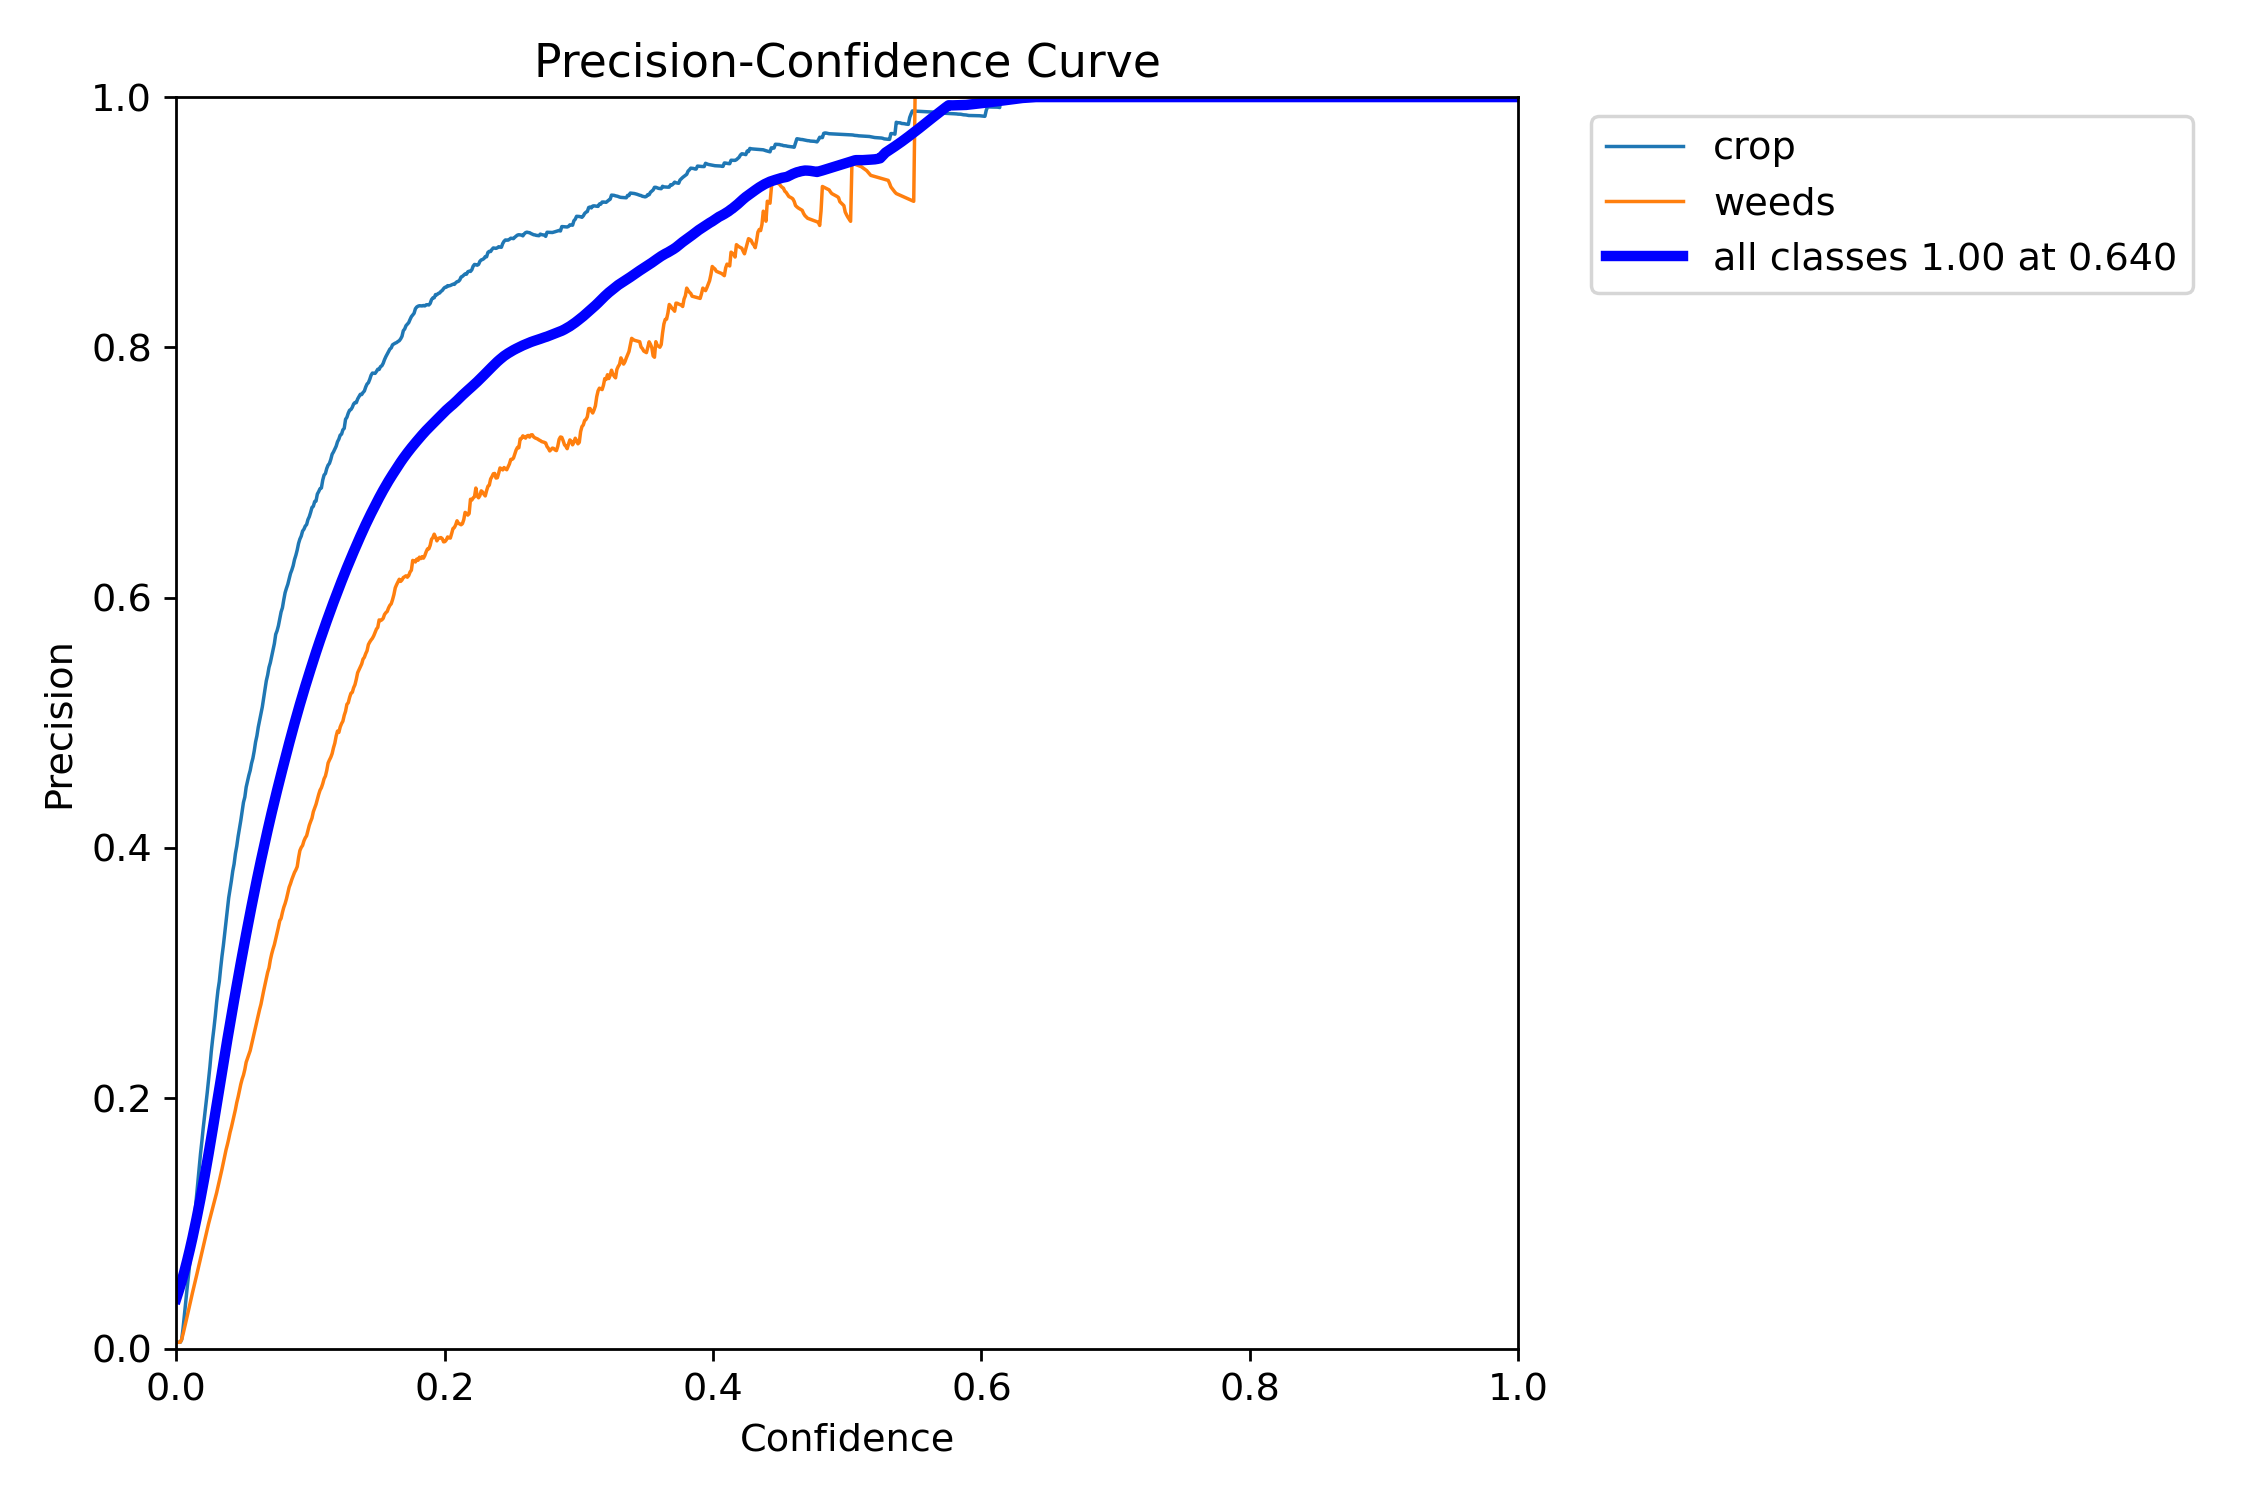 Precision-Confidence Curve
1.0
0.8
0.6
0.4
0.2
0.0
Precision
0.0 0.2 0.4 0.6 0.8 1.0
Confidence
crop
weeds
all classes 1.00 at 0.640